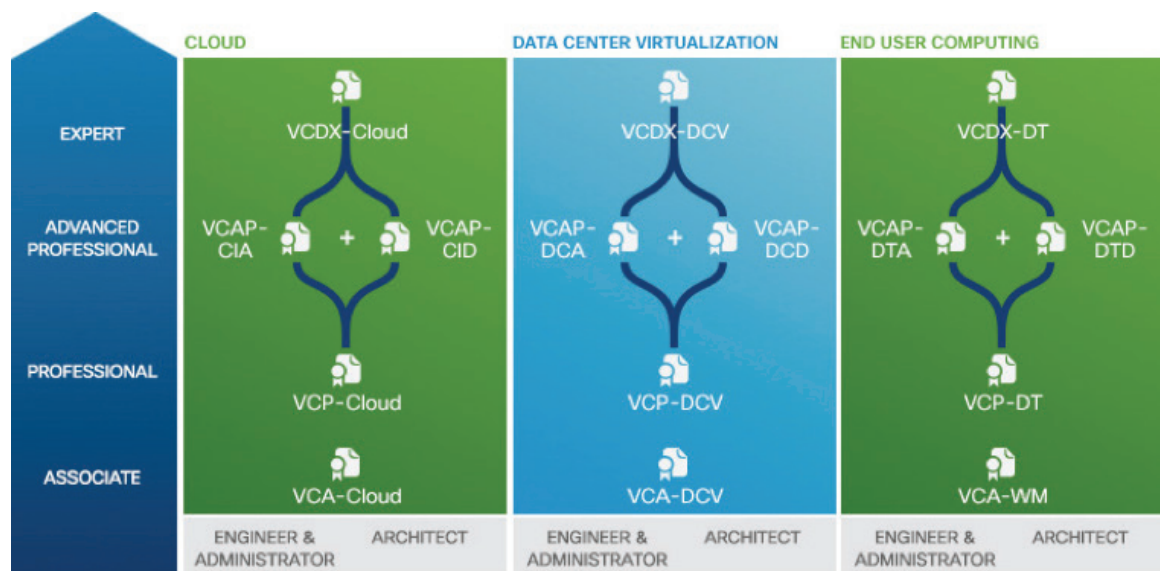 CLOUD
DATA CENTER VIRTUALIZATION
END USER COMPUTING
EXPERT
VCDX-Cloud
VCDX-DCV
VCDX-DT
ADVANCED
PROFESSIONAL
VCAP-
CIA
+
VCAP-
CID
VCAP-
DCA
+
VCAP-
DCD
VCAP-
DTA
+
VCAP-
DTD
PROFESSIONAL
VCP-Cloud
VCP-DCV
VCP-DT
ASSOCIATE
VCA-Cloud
VCA-DCV
VCA-WM
ENGINEER &
ADMINISTRATOR
ARCHITECT
ENGINEER &
ADMINISTRATOR
ARCHITECT
ENGINEER &
ADMINISTRATOR
ARCHITECT